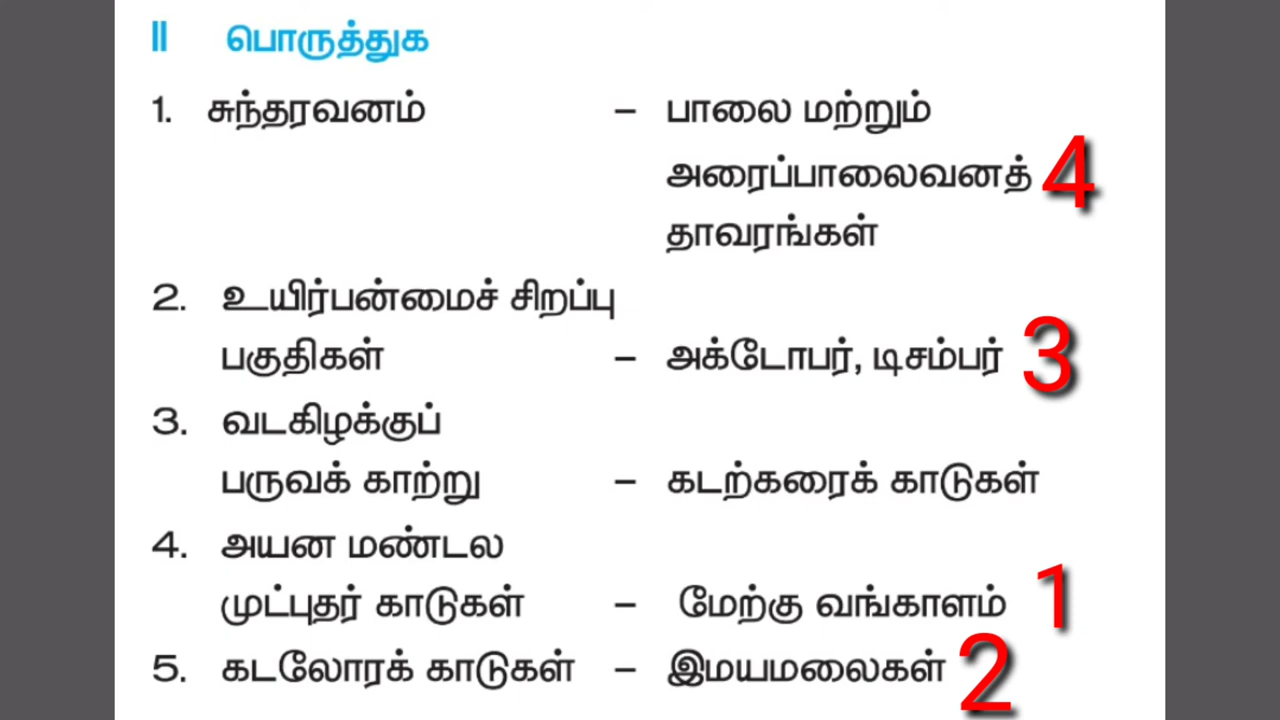 II பொருத்துக
1. சுந்தரவனம் – பாலை மற்றும்
அரைப்பாலைவனத் 4
தாவரங்கள்
2. உயிர்பன்மைச் சிறப்பு
பகுதிகள் – அக்டோபர், டிசம்பர் 3
3. வடகிழக்குப்
பருவக் காற்று – கடற்கரைக் காடுகள்
4. அயன மண்டல
முட்புதர் காடுகள் – மேற்கு வங்காளம் 1
5. கடலோரக் காடுகள் – இமயமலைகள் 2